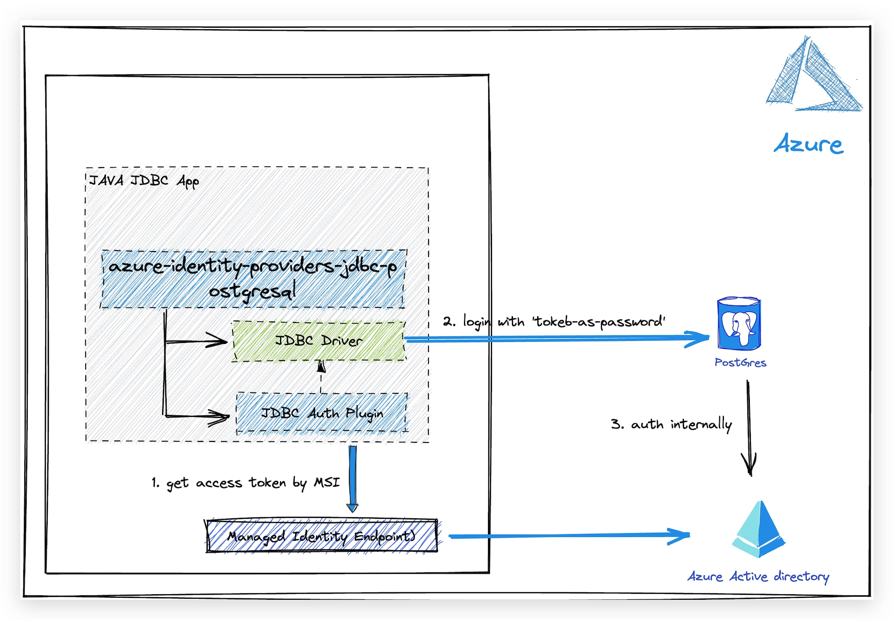 Azure
JAVA JDBC App
azure-identity-providers-jdbc-p
ostgresql
2. login with 'tokeb-as-password'
JDBC Driver
PostGres
JDBC Auth Plugin
3. auth internally
1. get access token by MSI
Managed Identity Endpoint)
Azure Active directory